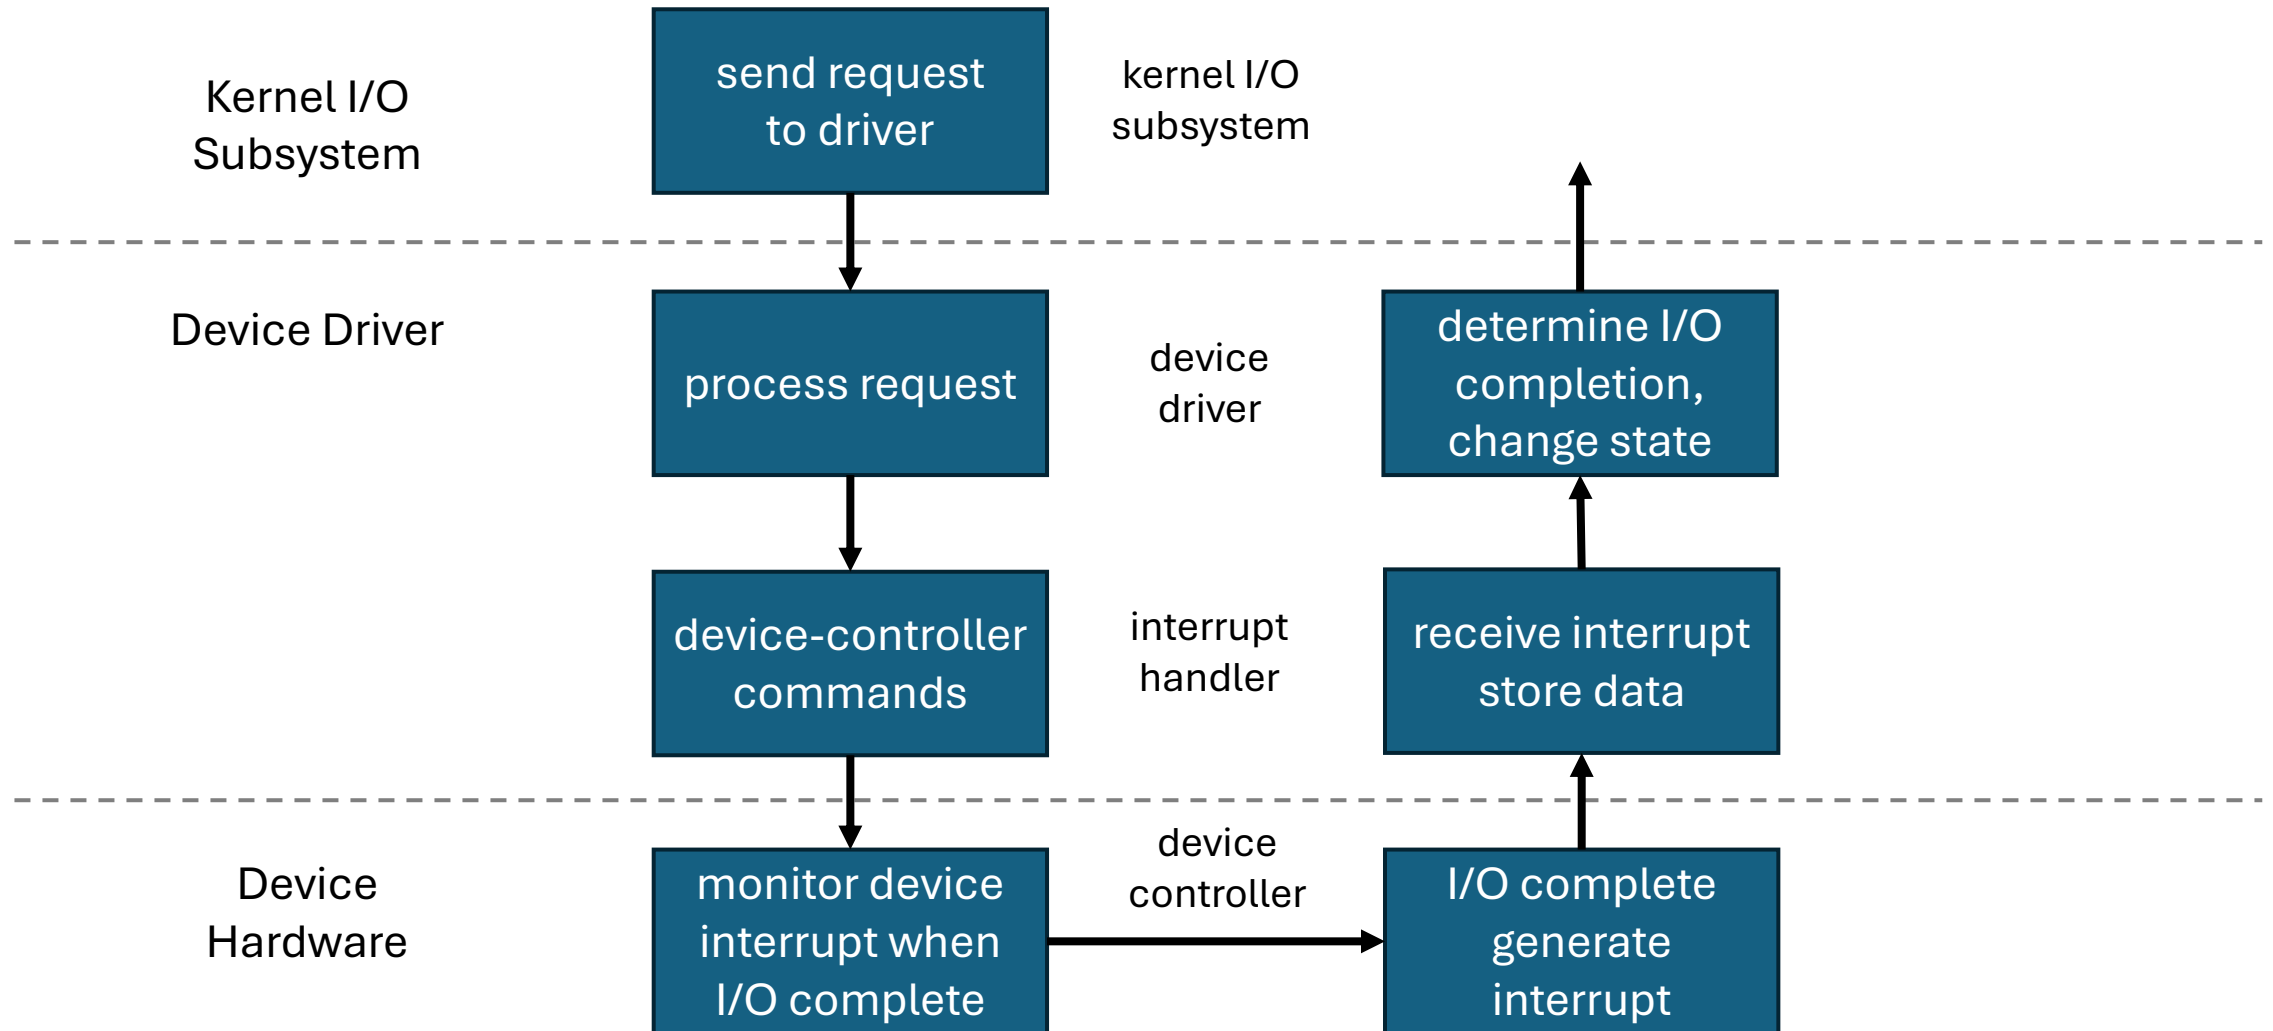 Kernel I/O
Subsystem
send request
to driver
kernel I/O
subsystem
Device Driver
process request
device
driver
determine I/O
completion,
change state
device-controller
commands
interrupt
handler
receive interrupt
store data
Device
Hardware
monitor device
interrupt when
I/O complete
device
controller
I/O complete
generate
interrupt